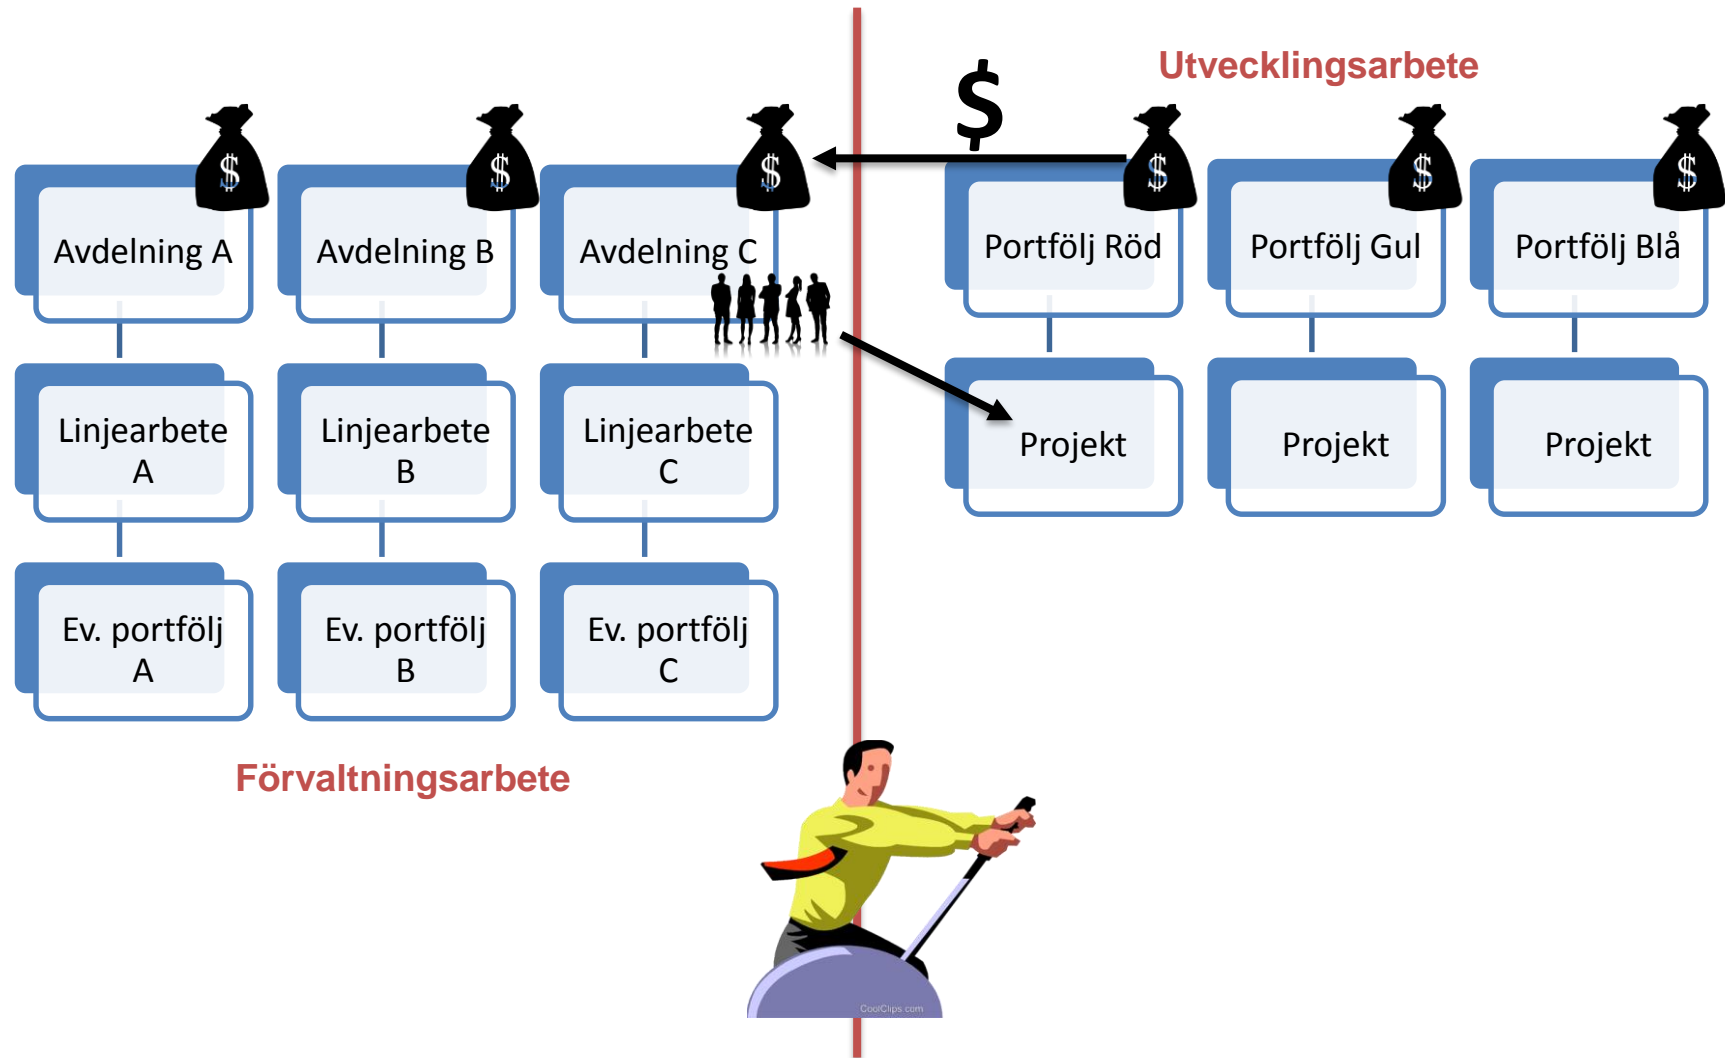 Utvecklingsarbete
$
$
$
$
$
$
$
Avdelning A
Avdelning B
Avdelning C
Portfölj Röd
Portfölj Gul
Portfölj Blå
Linjearbete
A
Linjearbete
B
Linjearbete
C
Projekt
Projekt
Projekt
Ev. portfölj
A
Ev. portfölj
B
Ev. portfölj
C
Förvaltningsarbete
CoolClips.com